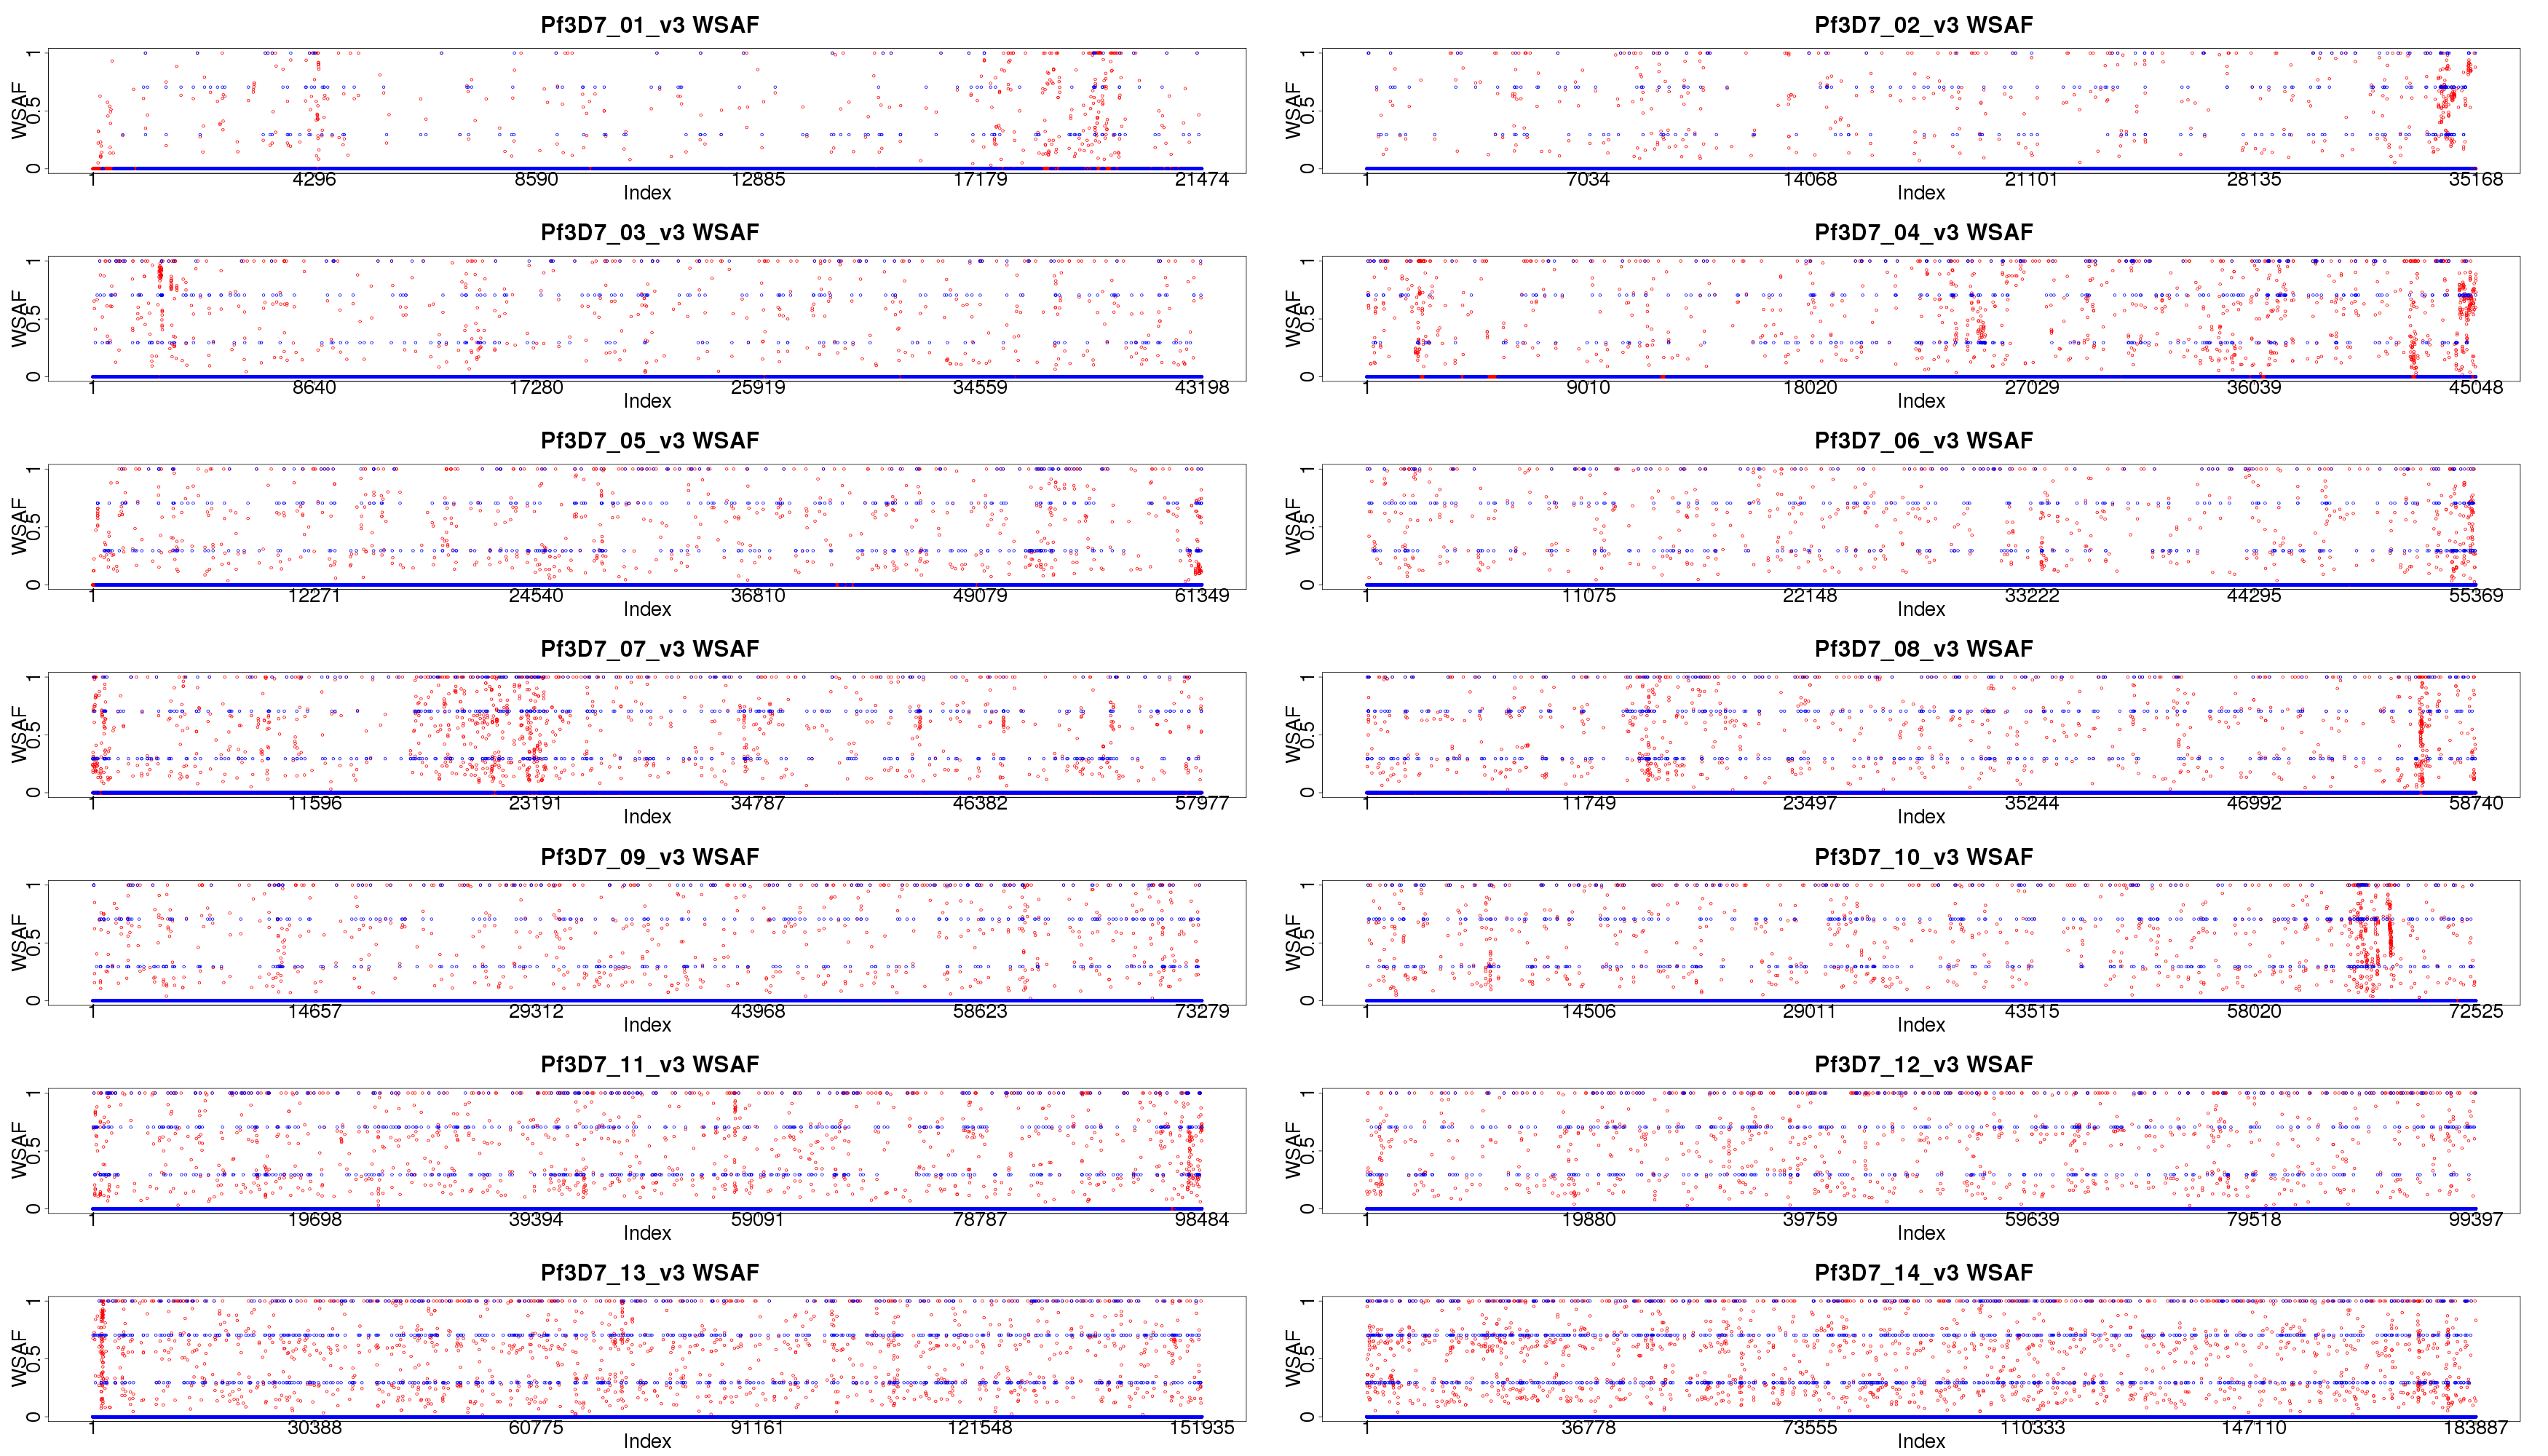 Pf3D7_01_v3 WSAF
WSAF
0 0.5 1
1 4296 8590 12885 17179 21474
Index
Pf3D7_02_v3 WSAF
WSAF
0 0.5 1
1 7034 14068 21101 28135 35168
Index
Pf3D7_03_v3 WSAF
WSAF
0 0.5 1
1 8640 17280 25919 34559 43198
Index
Pf3D7_04_v3 WSAF
WSAF
0 0.5 1
1 9010 18020 27029 36039 45048
Index
Pf3D7_05_v3 WSAF
WSAF
0 0.5 1
1 12271 24540 36810 49079 61349
Index
Pf3D7_06_v3 WSAF
WSAF
0 0.5 1
1 11075 22148 33222 44295 55369
Index
Pf3D7_07_v3 WSAF
WSAF
0 0.5 1
1 11596 23191 34787 46382 57977
Index
Pf3D7_08_v3 WSAF
WSAF
0 0.5 1
1 11749 23497 35244 46992 58740
Index
Pf3D7_09_v3 WSAF
WSAF
0 0.5 1
1 14657 29312 43968 58623 73279
Index
Pf3D7_10_v3 WSAF
WSAF
0 0.5 1
1 14506 29011 43515 58020 72525
Index
Pf3D7_11_v3 WSAF
WSAF
0 0.5 1
1 19698 39394 59091 78787 98484
Index
Pf3D7_12_v3 WSAF
WSAF
0 0.5 1
1 19880 39759 59639 79518 99397
Index
Pf3D7_13_v3 WSAF
WSAF
0 0.5 1
1 30388 60775 91161 121548 151935
Index
Pf3D7_14_v3 WSAF
WSAF
0 0.5 1
1 36778 73555 110333 147110 183887
Index